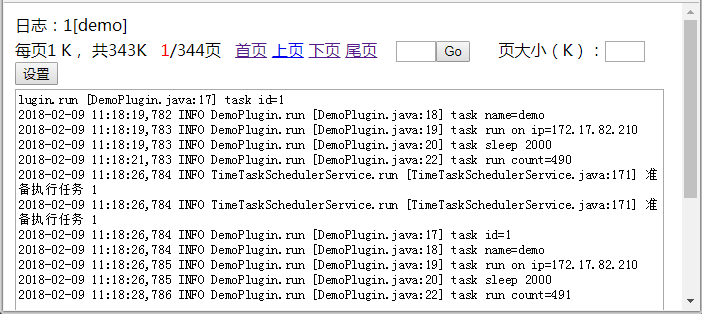 日志：1[demo]
每页1 K ，共343K 1/344页 首页 上页 下页 尾页 Go 页大小（K）：
设置
lugin.run [DemoPlugin.java:17] task id=1
2018-02-09 11:18:19,782 INFO DemoPlugin.run [DemoPlugin.java:18] task name=demo
2018-02-09 11:18:19,783 INFO DemoPlugin.run [DemoPlugin.java:19] task run on ip=172.17.82.210
2018-02-09 11:18:19,783 INFO DemoPlugin.run [DemoPlugin.java:20] task sleep 2000
2018-02-09 11:18:21,783 INFO DemoPlugin.run [DemoPlugin.java:22] task run count=490
2018-02-09 11:18:26,784 INFO TimeTaskSchedulerService.run [TimeTaskSchedulerService.java:171] 准
备执行任务 1
2018-02-09 11:18:26,784 INFO TimeTaskSchedulerService.run [TimeTaskSchedulerService.java:171] 准
备执行任务 1
2018-02-09 11:18:26,784 INFO DemoPlugin.run [DemoPlugin.java:17] task id=1
2018-02-09 11:18:26,784 INFO DemoPlugin.run [DemoPlugin.java:18] task name=demo
2018-02-09 11:18:26,785 INFO DemoPlugin.run [DemoPlugin.java:19] task run on ip=172.17.82.210
2018-02-09 11:18:26,785 INFO DemoPlugin.run [DemoPlugin.java:20] task sleep 2000
2018-02-09 11:18:28,786 INFO DemoPlugin.run [DemoPlugin.java:22] task run count=491